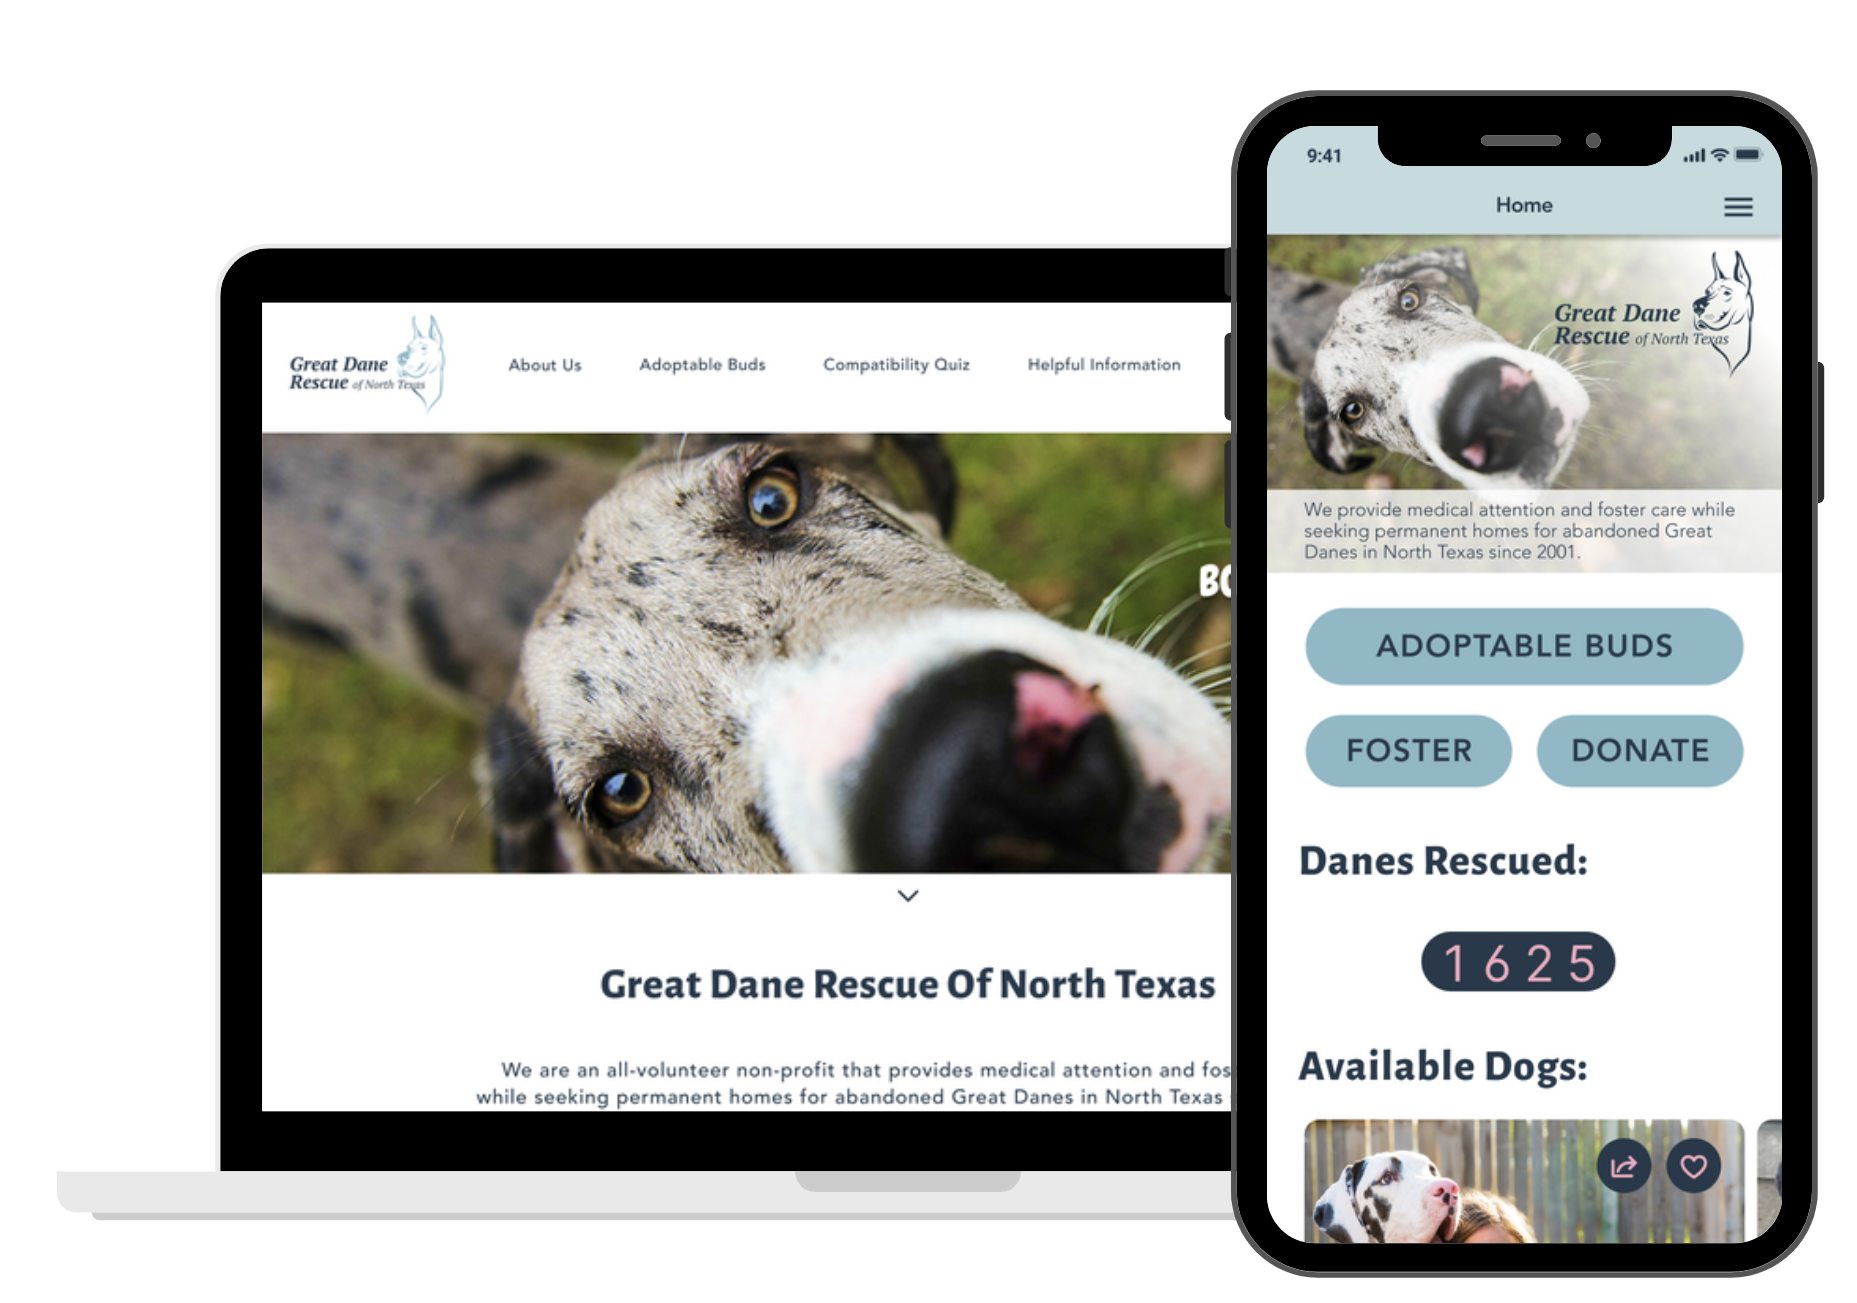 Great Dane
Rescue of North Texas
About Us
Adoptable Buds
Compatibility Quiz
Helpful Information
Great Dane Rescue Of North Texas
We are an all-volunteer non-profit that provides medical attention and
while seeking permanent homes for abandoned Great Danes in North Texas
9:41
Home
Great Dane
Rescue of North Texas
We provide medical attention and foster care while
seeking permanent homes for abandoned Great
Danes in North Texas since 2001.
ADOPTABLE BUDS
FOSTER
DONATE
Danes Rescued:
1625
Available Dogs: